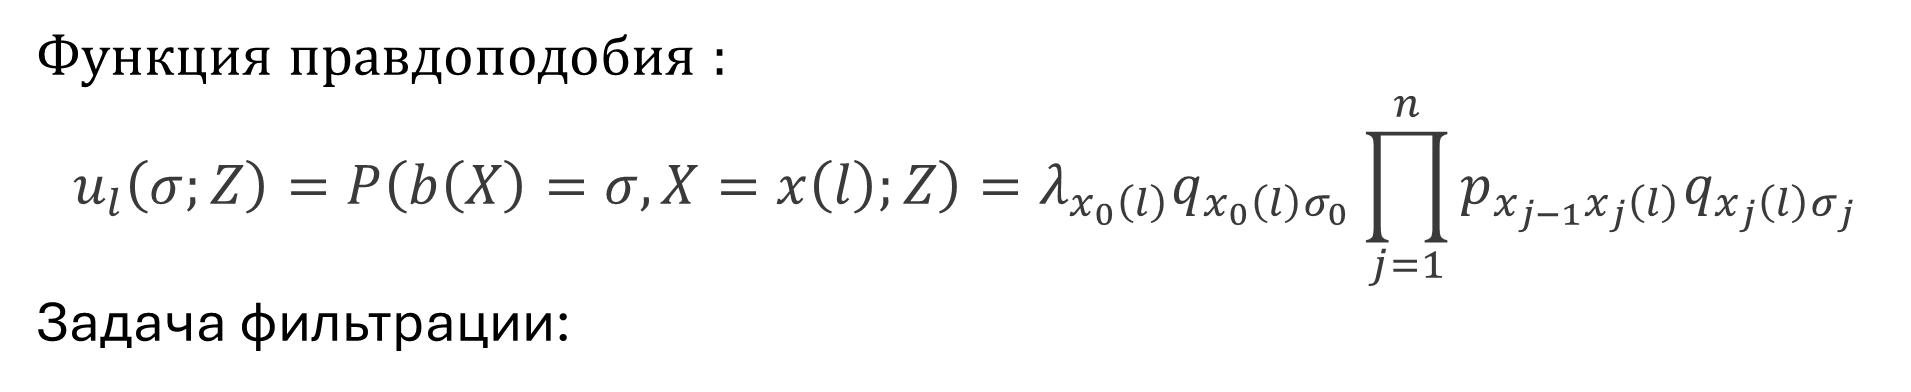 Функция правдоподобия :
u_l(σ; Z) = P(b(X) = σ, X = x(l); Z) = λ_{x_0(l)} q_{x_0(l)σ_0} ∏_{j=1}^{n} p_{x_{j−1}x_j(l)} q_{x_j(l)σ_j}
Задача фильтрации: